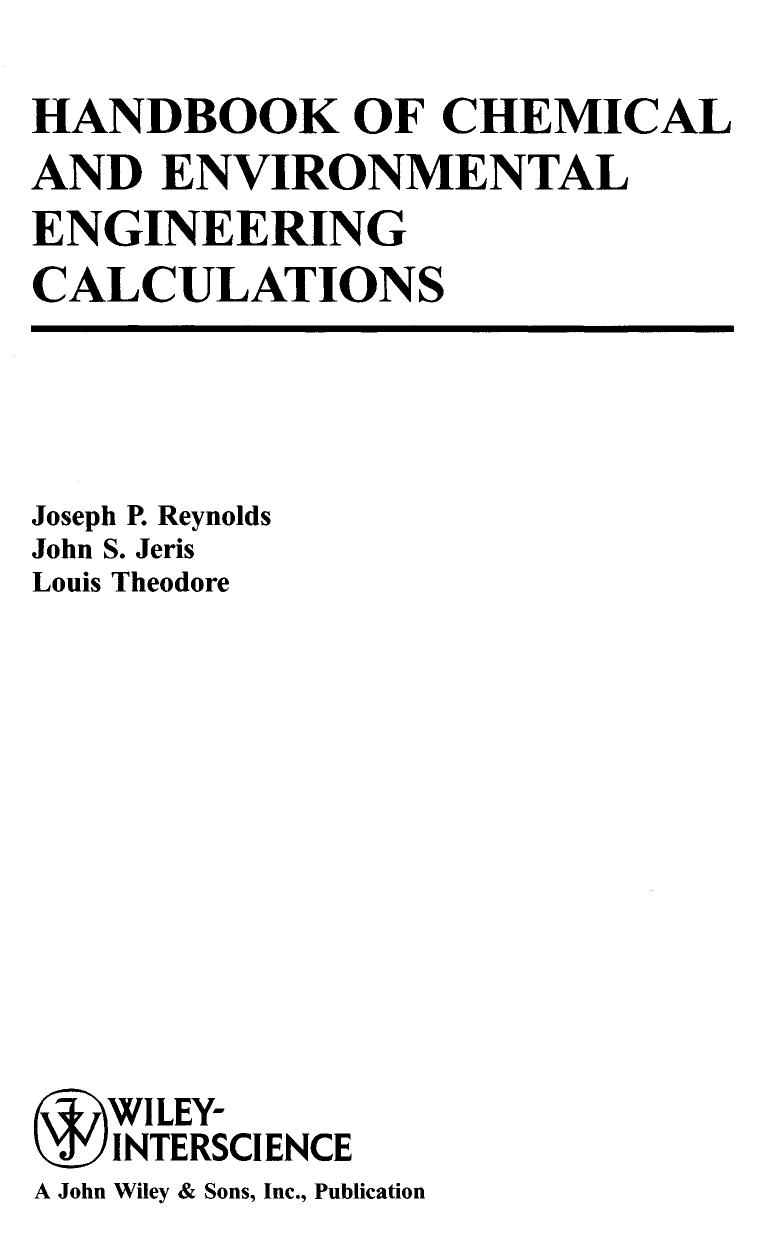 HANDBOOK OF CHEMICAL
AND ENVIRONMENTAL
ENGINEERING
CALCULATIONS
Joseph P. Reynolds
John S. Jeris
Louis Theodore
WILEY-
INTERSCIENCE
A John Wiley & Sons, Inc., Publication